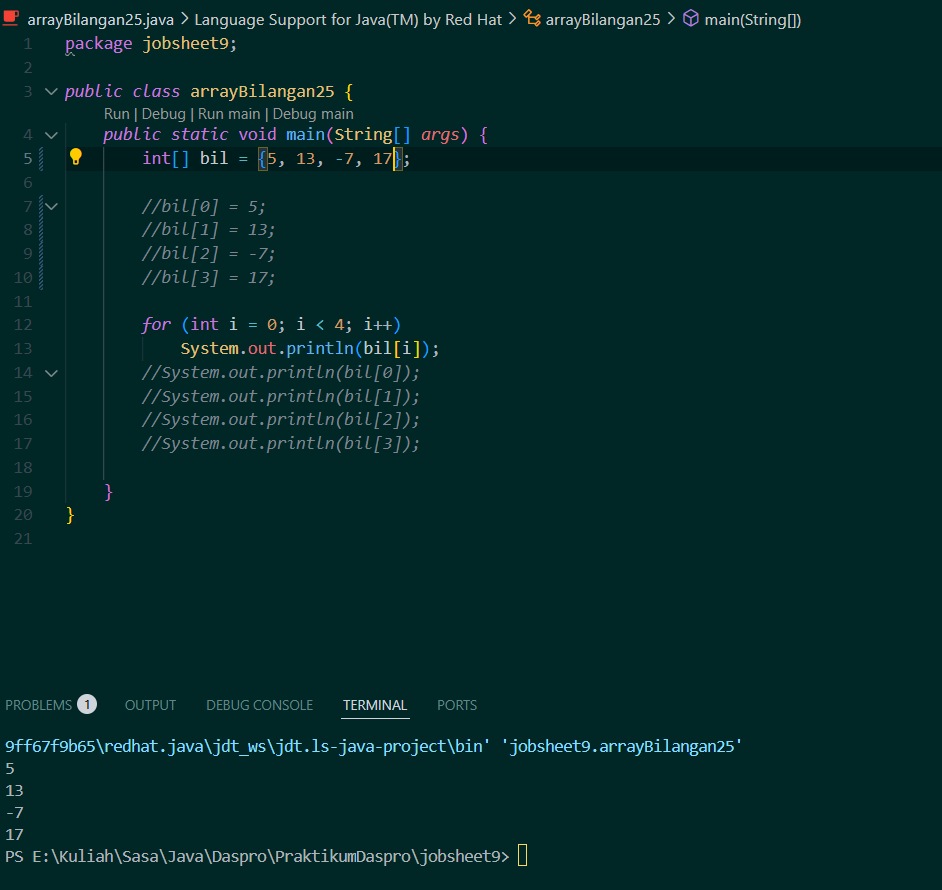 arrayBilangan25.java > Language Support for Java(TM) by Red Hat > arrayBilangan25 > main(String[])
1 package jobsheet9;
2
3 public class arrayBilangan25 {
Run | Debug | Run main | Debug main
4 public static void main(String[] args) {
5 int[] bil = {5, 13, -7, 17};
6
7 //bil[0] = 5;
8 //bil[1] = 13;
9 //bil[2] = -7;
10 //bil[3] = 17;
11
12 for (int i = 0; i < 4; i++)
13 System.out.println(bil[i]);
14 //System.out.println(bil[0]);
15 //System.out.println(bil[1]);
16 //System.out.println(bil[2]);
17 //System.out.println(bil[3]);
18
19 }
20 }
21
PROBLEMS 1 OUTPUT DEBUG CONSOLE TERMINAL PORTS
9ff67f9b65\redhat.java\jdt_ws\jdt.ls-java-project\bin' 'jobsheet9.arrayBilangan25'
5
13
-7
17
PS E:\Kuliah\Sasa\Java\Daspro\PraktikumDaspro\jobsheet9>